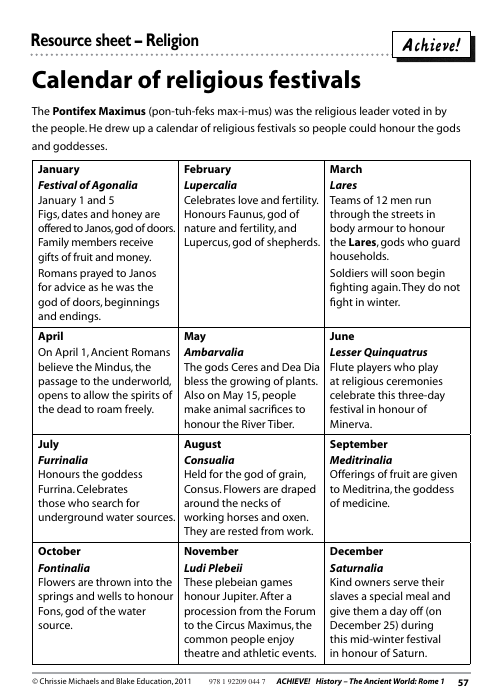 Resource sheet – Religion
Achieve!
Calendar of religious festivals
The Pontifex Maximus (pon-tuh-feks max-i-mus) was the religious leader voted in by
the people. He drew up a calendar of religious festivals so people could honour the gods
and goddesses.
January
Festival of Agonalia
January 1 and 5
Figs, dates and honey are
offered to Janos, god of doors.
Family members receive
gifts of fruit and money.
Romans prayed to Janos
for advice as he was the
god of doors, beginnings
and endings.
February
Lupercalia
Celebrates love and fertility.
Honours Faunus, god of
nature and fertility, and
Lupercus, god of shepherds.
March
Lares
Teams of 12 men run
through the streets in
body armour to honour
the Lares, gods who guard
households.
Soldiers will soon begin
fighting again. They do not
fight in winter.
April
On April 1, Ancient Romans
believe the Mindus, the
passage to the underworld,
opens to allow the spirits of
the dead to roam freely.
May
Ambarvalia
The gods Ceres and Dea Dia
bless the growing of plants.
Also on May 15, people
make animal sacrifices to
honour the River Tiber.
June
Lesser Quinquatrus
Flute players who play
at religious ceremonies
celebrate this three-day
festival in honour of
Minerva.
July
Furrinalia
Honours the goddess
Furrina. Celebrates
those who search for
underground water sources.
August
Consualia
Held for the god of grain,
Consus. Flowers are draped
around the necks of
working horses and oxen.
They are rested from work.
September
Meditrinalia
Offerings of fruit are given
to Meditrina, the goddess
of medicine.
October
Fontinalia
Flowers are thrown into the
springs and wells to honour
Fons, god of the water
source.
November
Ludi Plebeii
These plebeian games
honour Jupiter. After a
procession from the Forum
to the Circus Maximus, the
common people enjoy
theatre and athletic events.
December
Saturnalia
Kind owners serve their
slaves a special meal and
give them a day off (on
December 25) during
this mid-winter festival
in honour of Saturn.
© Chrissie Michaels and Blake Education, 2011 978 1 92209 044 7 ACHIEVE! History – The Ancient World: Rome 1 57